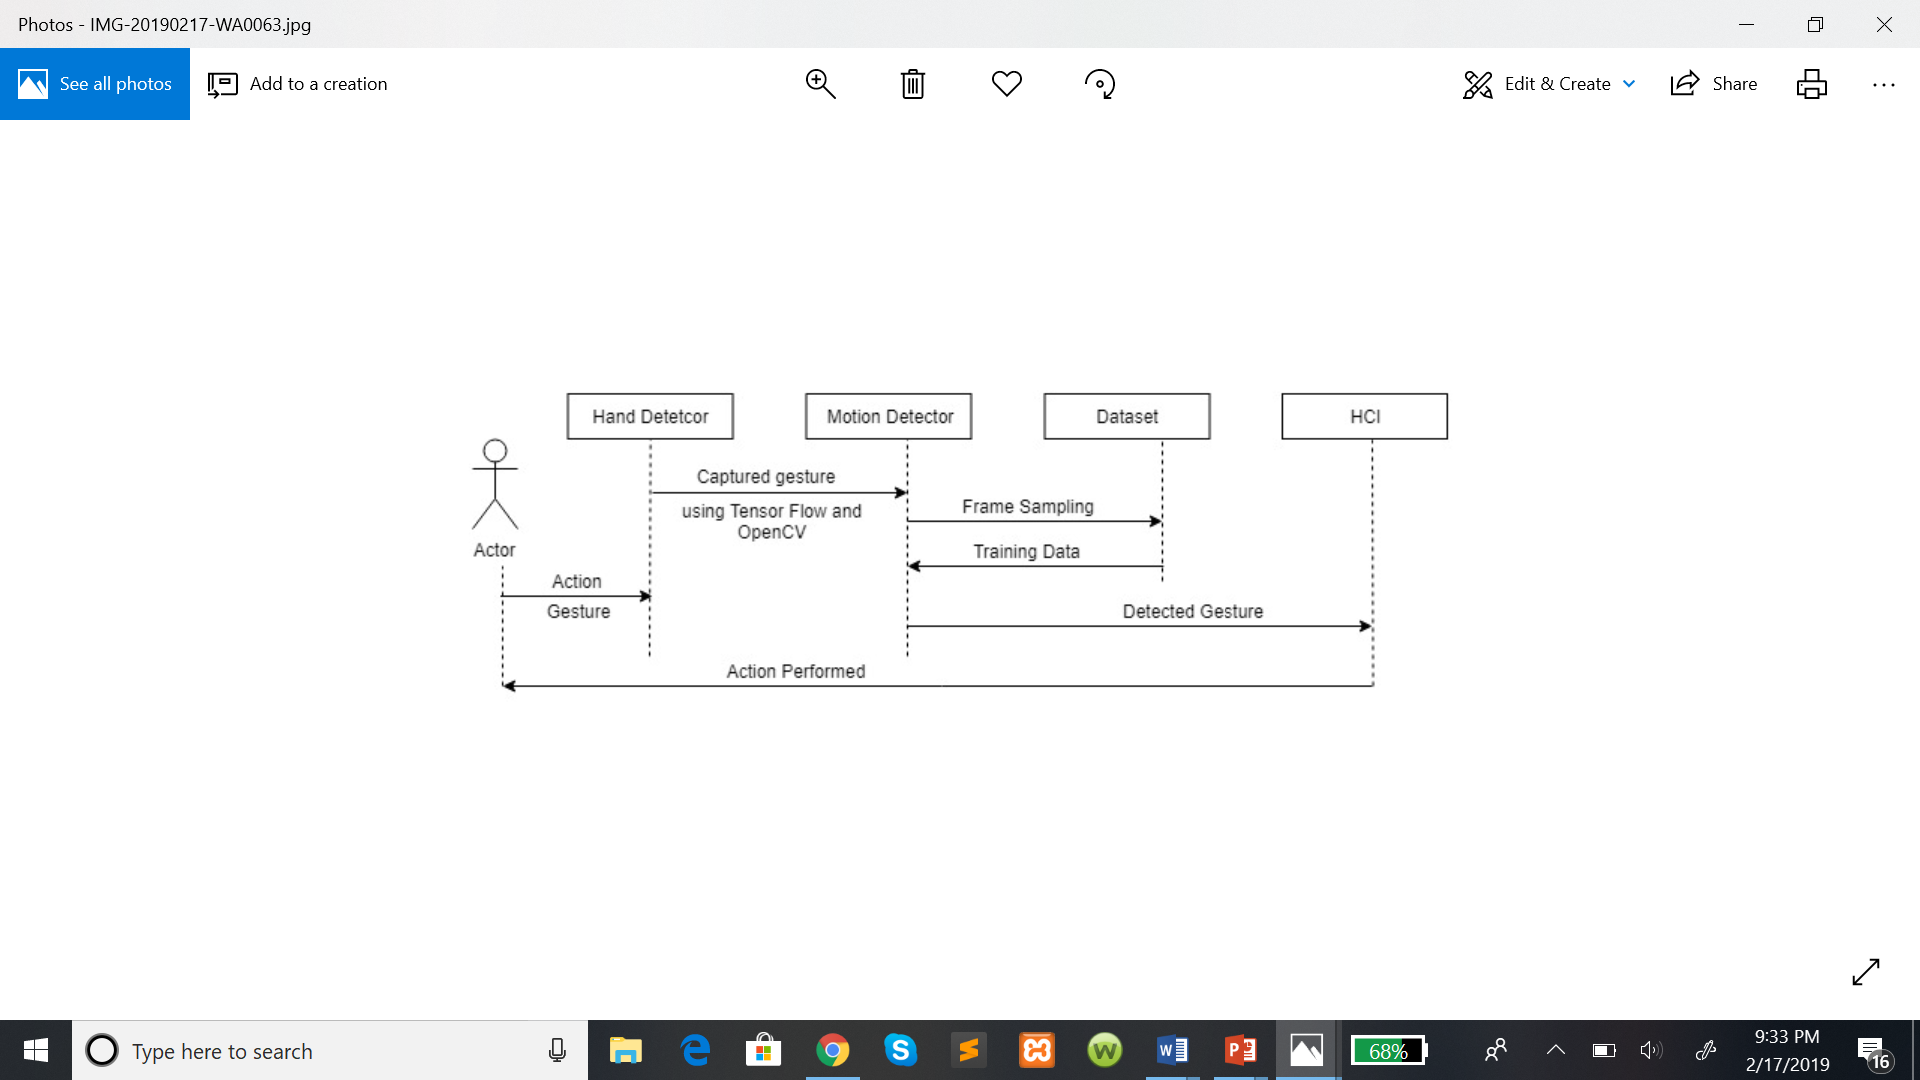 Photos - IMG-20190217-WA0063.jpg
See all photos
Add to a creation
Edit & Create
Share
Hand Detetcor
Motion Detector
Dataset
HCI
Captured gesture
using Tensor Flow and
OpenCV
Frame Sampling
Actor
Training Data
Action
Gesture
Detected Gesture
Action Performed
Type here to search
68%
9:33 PM
2/17/2019
16